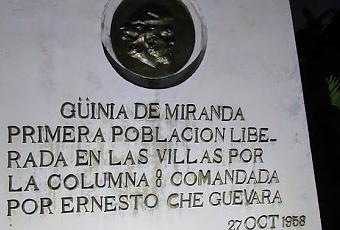 GÜINIA DE MIRANDA
PRIMERA POBLACION LIBE-
RADA EN LAS VILLAS POR
LA COLUMNA 8 COMANDADA
POR ERNESTO CHE GUEVARA
27 OCT 1958